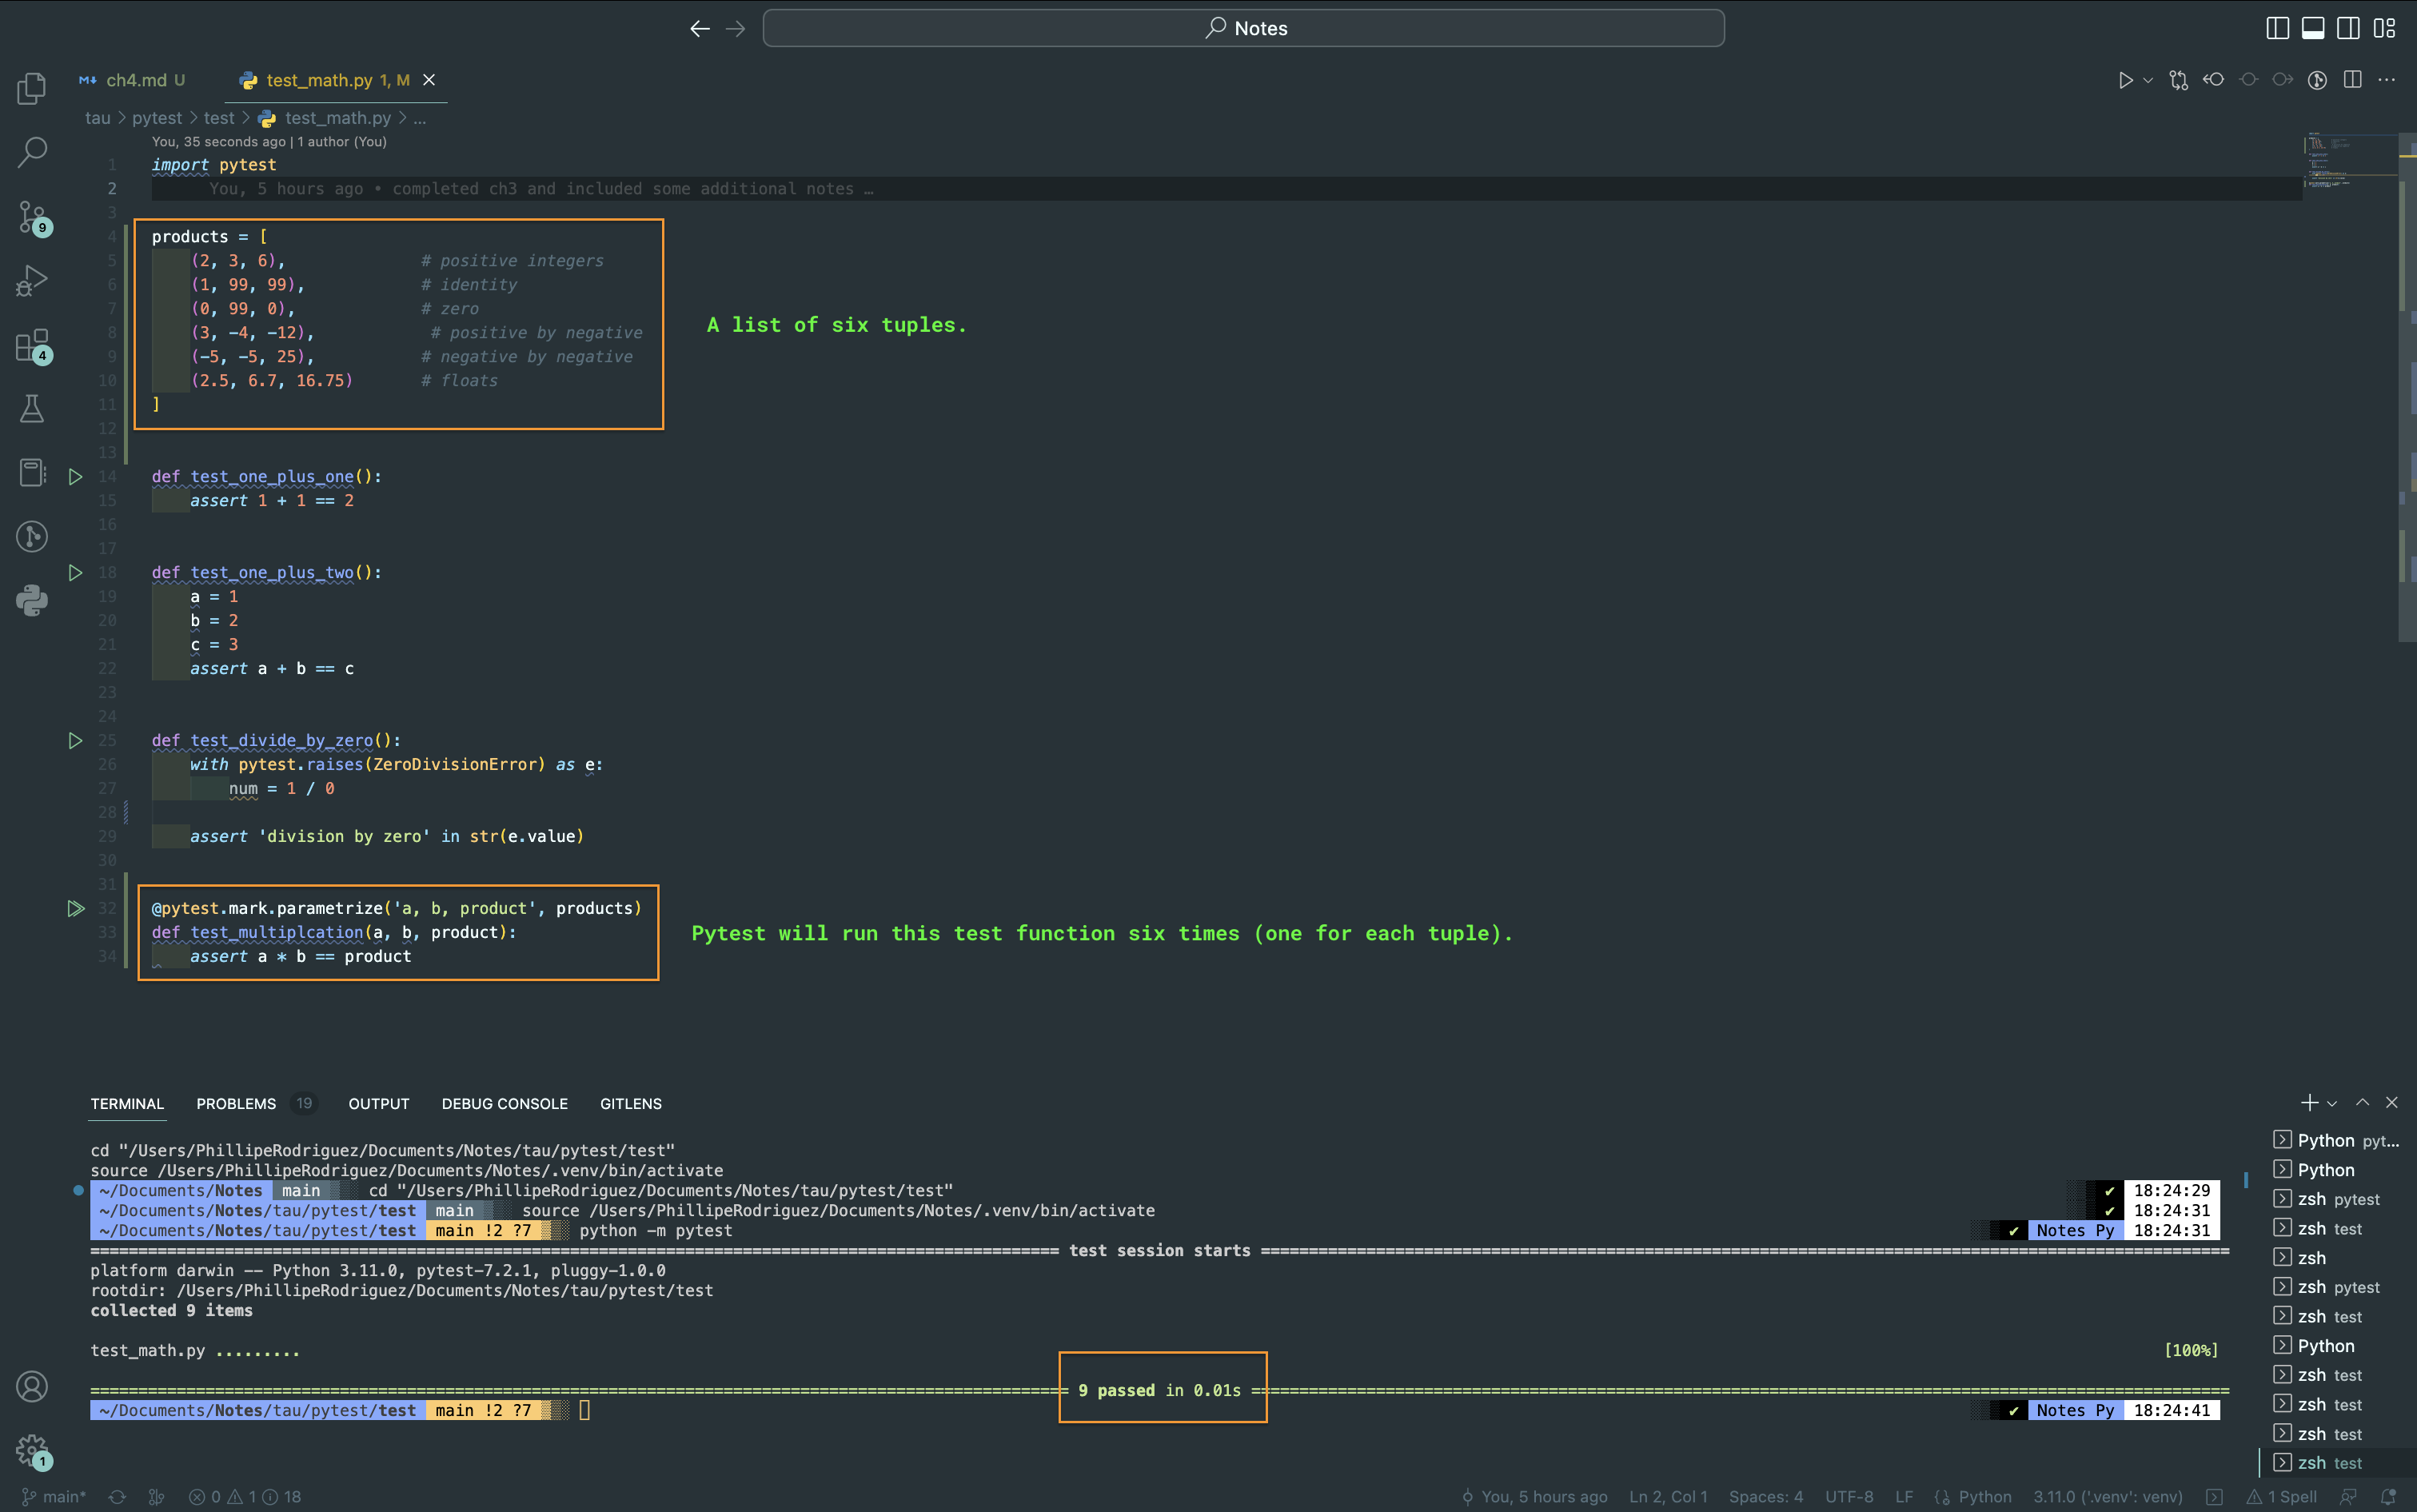 Notes
ch4.md U
test_math.py 1, M
tau > pytest > test > test_math.py > ...
You, 35 seconds ago | 1 author (You)
1 import pytest
2 You, 5 hours ago • completed ch3 and included some additional notes …
3
4 products = [
5 (2, 3, 6), # positive integers
6 (1, 99, 99), # identity
7 (0, 99, 0), # zero
8 (3, -4, -12), # positive by negative
9 (-5, -5, 25), # negative by negative
10 (2.5, 6.7, 16.75) # floats
11 ]
A list of six tuples.
12
13
14 def test_one_plus_one():
15 assert 1 + 1 == 2
16
17
18 def test_one_plus_two():
19 a = 1
20 b = 2
21 c = 3
22 assert a + b == c
23
24
25 def test_divide_by_zero():
26 with pytest.raises(ZeroDivisionError) as e:
27 num = 1 / 0
28
29 assert 'division by zero' in str(e.value)
30
31
32 @pytest.mark.parametrize('a, b, product', products)
33 def test_multiplcation(a, b, product):
34 assert a * b == product
Pytest will run this test function six times (one for each tuple).
TERMINAL PROBLEMS 19 OUTPUT DEBUG CONSOLE GITLENS
cd "/Users/PhillipeRodriguez/Documents/Notes/tau/pytest/test"
source /Users/PhillipeRodriguez/Documents/Notes/.venv/bin/activate
~/Documents/Notes main cd "/Users/PhillipeRodriguez/Documents/Notes/tau/pytest/test" ✔ 18:24:29
~/Documents/Notes/tau/pytest/test main source /Users/PhillipeRodriguez/Documents/Notes/.venv/bin/activate ✔ 18:24:31
~/Documents/Notes/tau/pytest/test main !2 ?7 python -m pytest ✔ Notes Py 18:24:31
test session starts
platform darwin -- Python 3.11.0, pytest-7.2.1, pluggy-1.0.0
rootdir: /Users/PhillipeRodriguez/Documents/Notes/tau/pytest/test
collected 9 items
test_math.py ......... [100%]
9 passed in 0.01s
~/Documents/Notes/tau/pytest/test main !2 ?7 ✔ Notes Py 18:24:41
Python pyt...
Python
zsh pytest
zsh test
zsh
zsh pytest
zsh test
Python
zsh test
zsh test
zsh test
zsh test
9
4
1
main* 0 1 18 You, 5 hours ago Ln 2, Col 1 Spaces: 4 UTF-8 LF Python 3.11.0 ('.venv': venv) 1 Spell